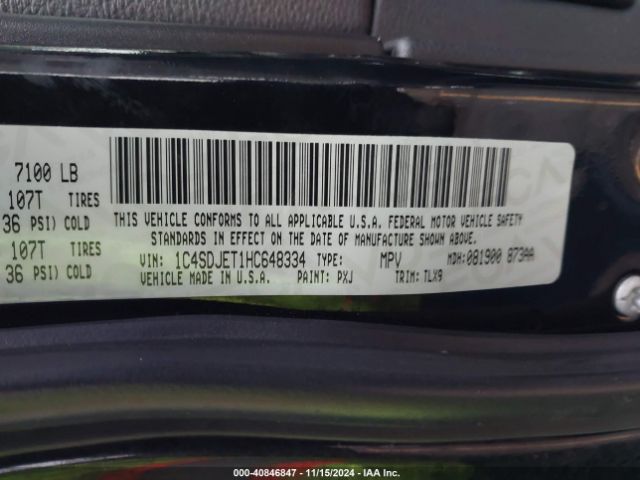 7100 LB
107T TIRES
36 PSI) COLD
107T TIRES
36 PSI) COLD
THIS VEHICLE CONFORMS TO ALL APPLICABLE U.S.A. FEDERAL MOTOR VEHICLE SAFETY
STANDARDS IN EFFECT ON THE DATE OF MANUFACTURE SHOWN ABOVE.
VIN: 1C4SDJET1HC648334 TYPE: MPV MDH: 081900 873AA
VEHICLE MADE IN U.S.A. PAINT: PXJ TRIM: TLX9
000-40846847 - 11/15/2024 - IAA Inc.